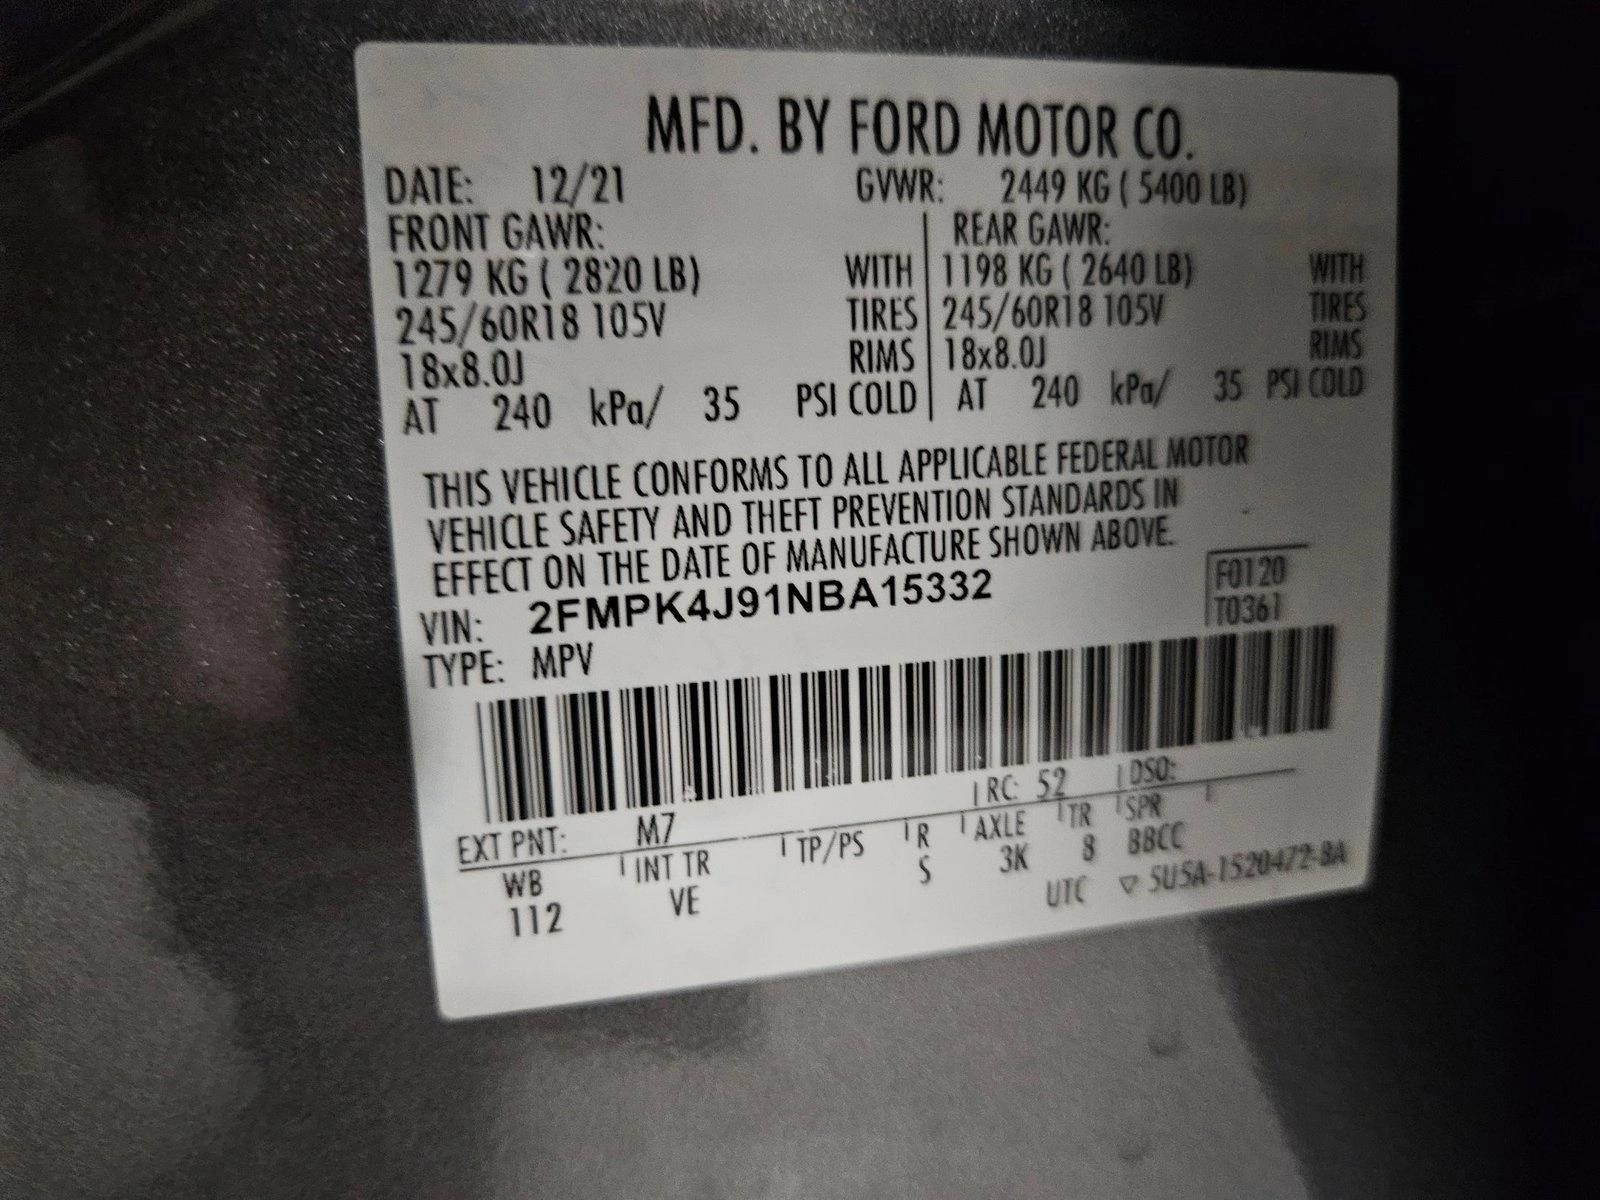 MFD. BY FORD MOTOR CO.
DATE: 12/21 GVWR: 2449 KG ( 5400 LB)
FRONT GAWR: REAR GAWR:
1279 KG ( 2820 LB) WITH 1198 KG ( 2640 LB) WITH
245/60R18 105V TIRES 245/60R18 105V TIRES
18x8.0J RIMS 18x8.0J RIMS
AT 240 kPa/ 35 PSI COLD AT 240 kPa/ 35 PSI COLD
THIS VEHICLE CONFORMS TO ALL APPLICABLE FEDERAL MOTOR
VEHICLE SAFETY AND THEFT PREVENTION STANDARDS IN
EFFECT ON THE DATE OF MANUFACTURE SHOWN ABOVE.
VIN: 2FMPK4J91NBA15332 F0120
TYPE: MPV T0361
EXT PNT: M7 RC: 52 DSO:
WB INT TR TP/PS R AXLE TR SPR
112 VE S 3K 8 BBCC
UTC ▽ 5U5A-1520472-BA